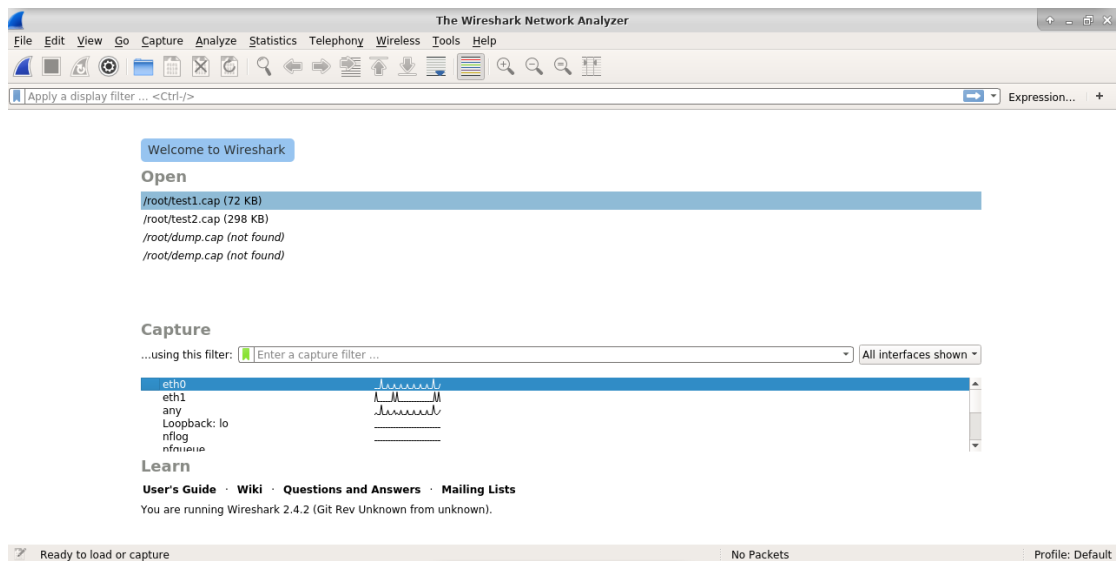 The Wireshark Network Analyzer
File Edit View Go Capture Analyze Statistics Telephony Wireless Tools Help
Apply a display filter ... <Ctrl-/> Expression... +
Welcome to Wireshark
Open
/root/test1.cap (72 KB)
/root/test2.cap (298 KB)
/root/dump.cap (not found)
/root/demp.cap (not found)
Capture
...using this filter: Enter a capture filter ... All interfaces shown
eth0
eth1
any
Loopback: lo
nflog
nfqueue
Learn
User's Guide · Wiki · Questions and Answers · Mailing Lists
You are running Wireshark 2.4.2 (Git Rev Unknown from unknown).
Ready to load or capture No Packets Profile: Default